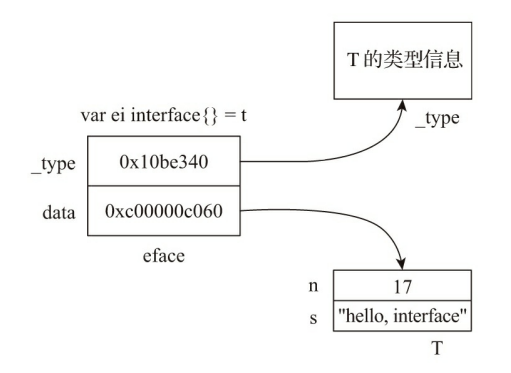 T 的类型信息
_type
var ei interface{} = t
_type 0x10be340
data 0xc00000c060
eface
n 17
s "hello, interface"
T